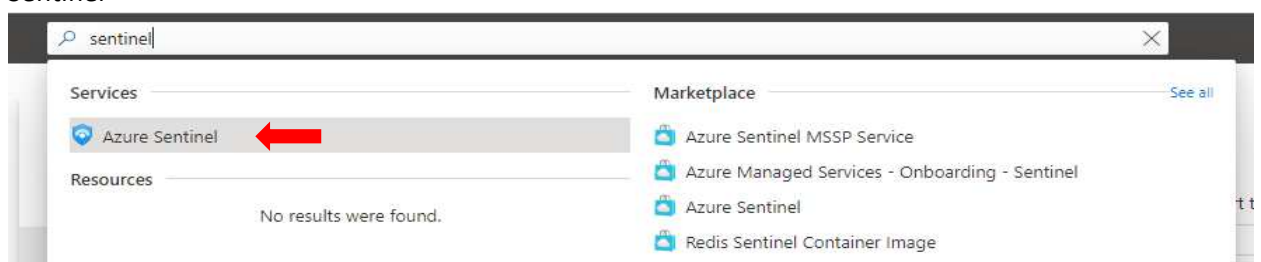 sentinel
Services
Azure Sentinel
Resources
No results were found.
Marketplace
See all
Azure Sentinel MSSP Service
Azure Managed Services - Onboarding - Sentinel
Azure Sentinel
Redis Sentinel Container Image